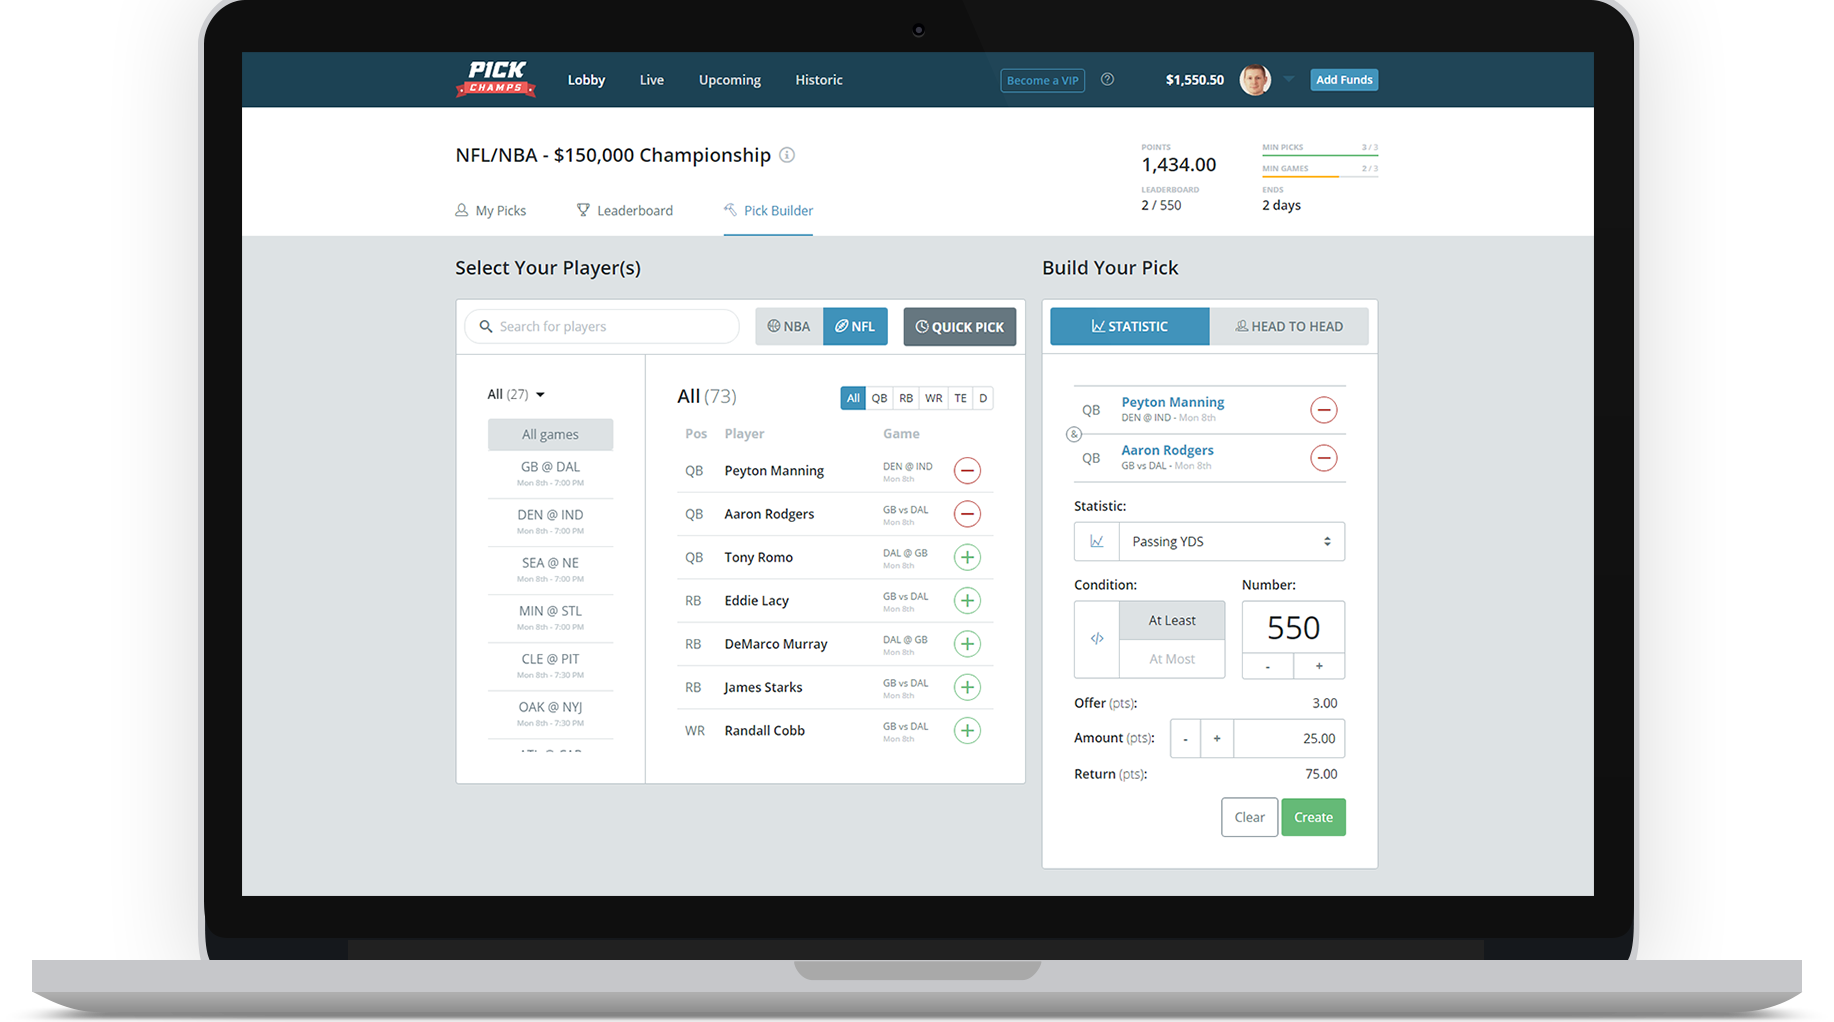 PICK
CHAMPS
Lobby
Live
Upcoming
Historic
Become a VIP
?
$1,550.50
Add Funds
NFL/NBA - $150,000 Championship
POINTS
1,434.00
LEADERBOARD
2 / 550
MIN PICKS 3 / 3
MIN GAMES 2 / 3
ENDS
2 days
My Picks
Leaderboard
Pick Builder
Select Your Player(s)
Search for players
NBA
NFL
QUICK PICK
All (27)
All games
GB @ DAL
Mon 8th - 7:00 PM
DEN @ IND
Mon 8th - 7:00 PM
SEA @ NE
Mon 8th - 7:00 PM
MIN @ STL
Mon 8th - 7:00 PM
CLE @ PIT
Mon 8th - 7:30 PM
OAK @ NYJ
Mon 8th - 7:30 PM
All (73)
All QB RB WR TE D
Pos Player Game
QB Peyton Manning DEN @ IND
Mon 8th
QB Aaron Rodgers GB vs DAL
Mon 8th
QB Tony Romo DAL @ GB
Mon 8th
RB Eddie Lacy GB vs DAL
Mon 8th
RB DeMarco Murray DAL @ GB
Mon 8th
RB James Starks GB vs DAL
Mon 8th
WR Randall Cobb GB vs DAL
Mon 8th
Build Your Pick
STATISTIC
HEAD TO HEAD
QB Peyton Manning
DEN @ IND - Mon 8th
&
QB Aaron Rodgers
GB vs DAL - Mon 8th
Statistic:
Passing YDS
Condition:
</>
At Least
At Most
Number:
550
- +
Offer (pts): 3.00
Amount (pts): - + 25.00
Return (pts): 75.00
Clear
Create